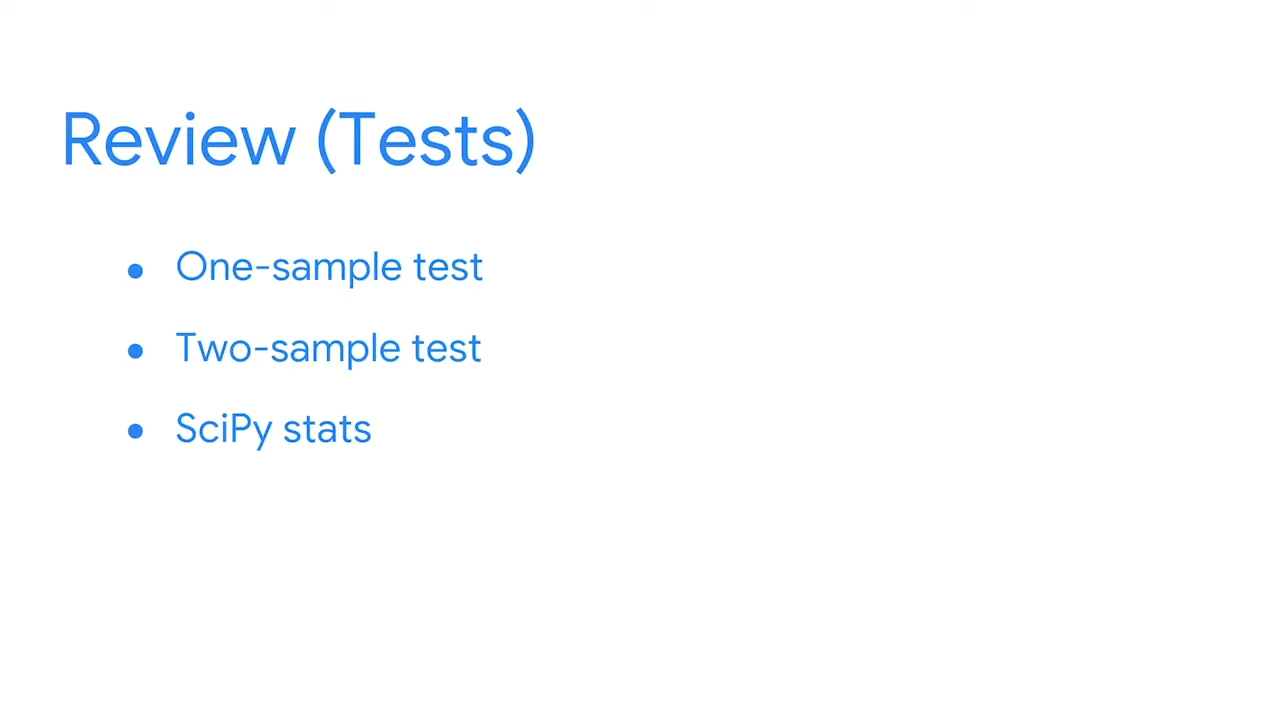 Review (Tests)
● One-sample test
● Two-sample test
● SciPy stats